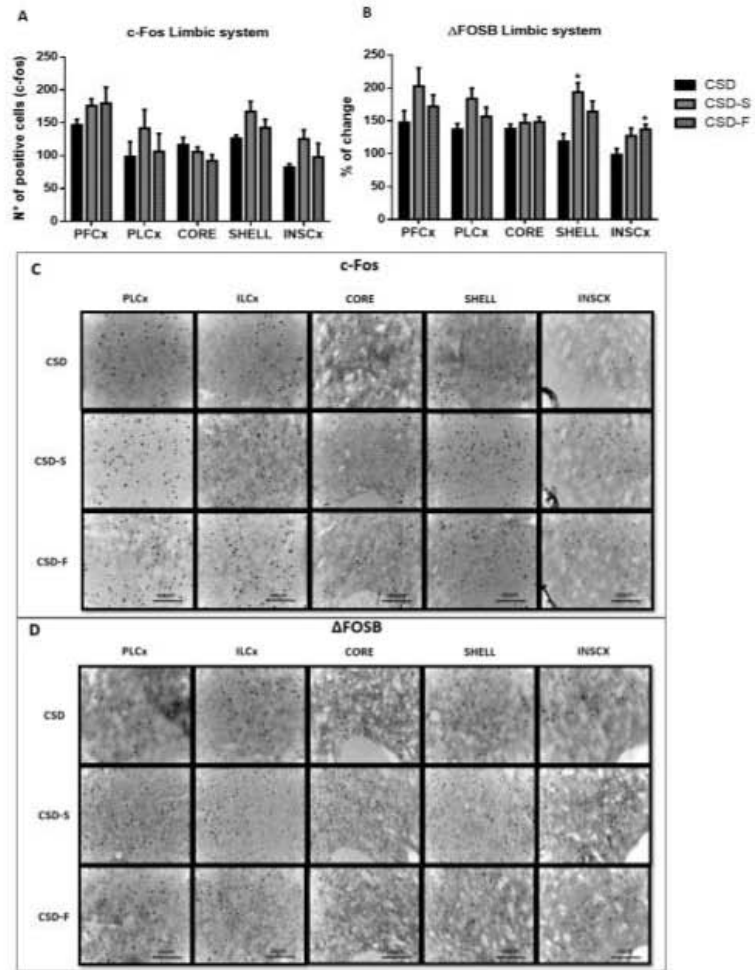 A
c-Fos Limbic system
N° of positive cells (c-fos)
250
200
150
100
50
0
PFCx PLCx CORE SHELL INSCx
B
ΔFOSB Limbic system
% of change
250
200
150
100
50
0
* *
PFCx PLCx CORE SHELL INSCx
CSD
CSD-S
CSD-F
C
c-Fos
PLCx ILCx CORE SHELL INSCX
CSD
CSD-S
CSD-F
D
ΔFOSB
PLCx ILCx CORE SHELL INSCX
CSD
CSD-S
CSD-F